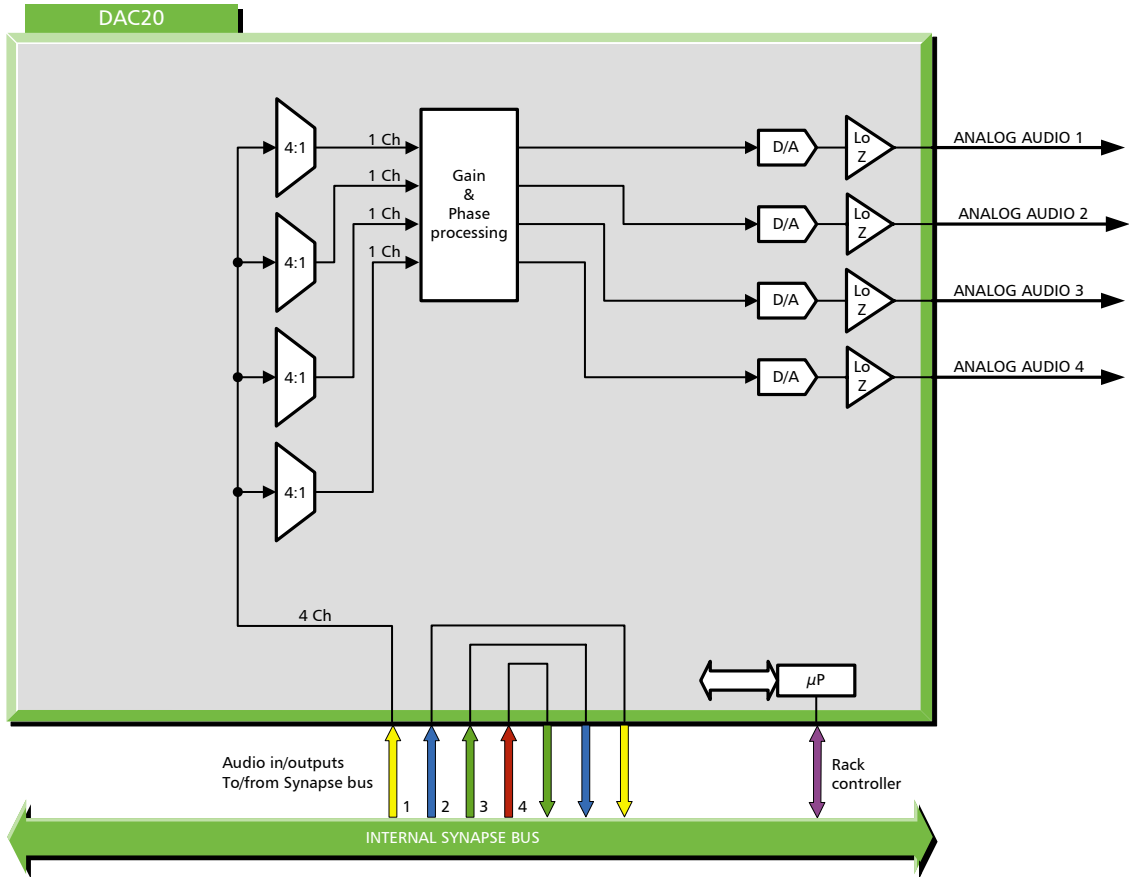 DAC20
4:1
4:1
4:1
4:1
1 Ch
1 Ch
1 Ch
1 Ch
Gain
&
Phase
processing
D/A
Lo
Z
ANALOG AUDIO 1
D/A
Lo
Z
ANALOG AUDIO 2
D/A
Lo
Z
ANALOG AUDIO 3
D/A
Lo
Z
ANALOG AUDIO 4
4 Ch
µP
Audio in/outputs
To/from Synapse bus
1
2
3
4
Rack
controller
INTERNAL SYNAPSE BUS